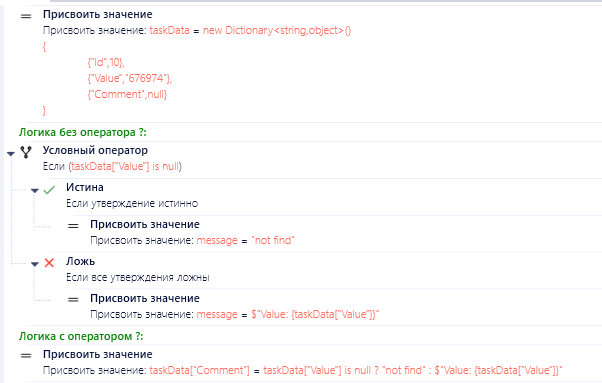 Присвоить значение
Присвоить значение: taskData = new Dictionary<string,object>()
{
{"Id",10},
{"Value","676974"},
{"Comment",null}
}
Логика без оператора ?:
Условный оператор
Если (taskData["Value"] is null)
Истина
Если утверждение истинно
Присвоить значение
Присвоить значение: message = "not find"
Ложь
Если все утверждения ложны
Присвоить значение
Присвоить значение: message = $"Value: {taskData["Value"]}"
Логика с оператором ?:
Присвоить значение
Присвоить значение: taskData["Comment"] = taskData["Value"] is null ? "not find" : $"Value: {taskData["Value"]}"